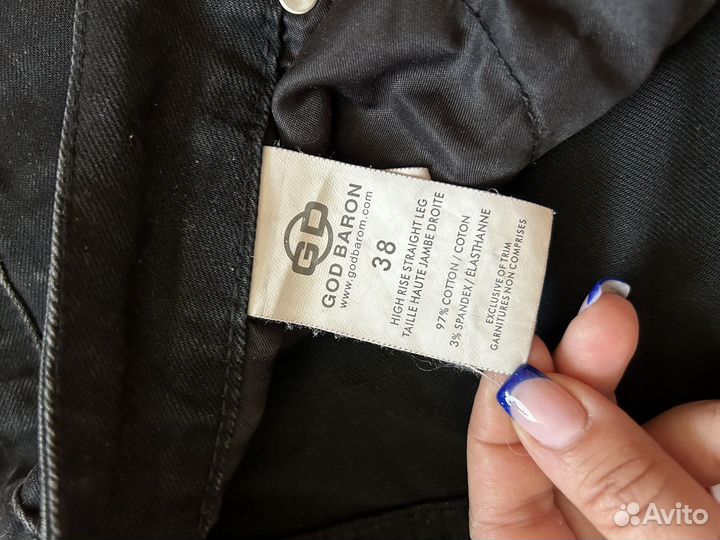 GD
GOD BARON
www.godbarom.com
38
HIGH RISE STRAIGHT LEG
TAILLE HAUTE JAMBE DROITE
97% COTTON / COTON
3% SPANDEX / ÉLASTHANNE
EXCLUSIVE OF TRIM
GARNITURES NON COMPRISES
Avito